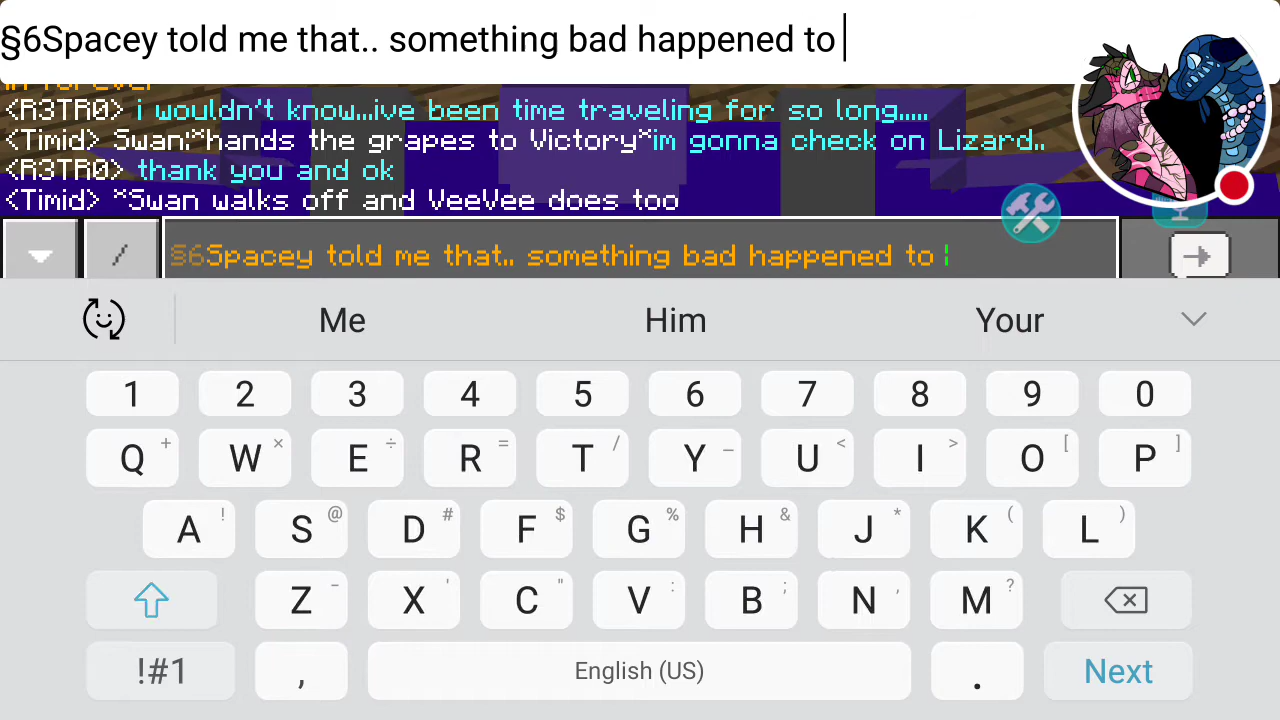 §6Spacey told me that.. something bad happened to
in forever
<R3TR0> i wouldn't know...ive been time traveling for so long.....
<Timid> Swan:~hands the grapes to Victory~im gonna check on Lizard..
<R3TR0> thank you and ok
<Timid> ~Swan walks off and VeeVee does too
/ §6Spacey told me that.. something bad happened to
Me Him Your
1 2 3 4 5 6 7 8 9 0
Q + W × E ÷ R = T / Y _ U < I > O [ P ]
A ! S @ D # F $ G % H & J * K ( L )
Z - X ' C " V : B ; N , M ?
!#1 , English (US) . Next